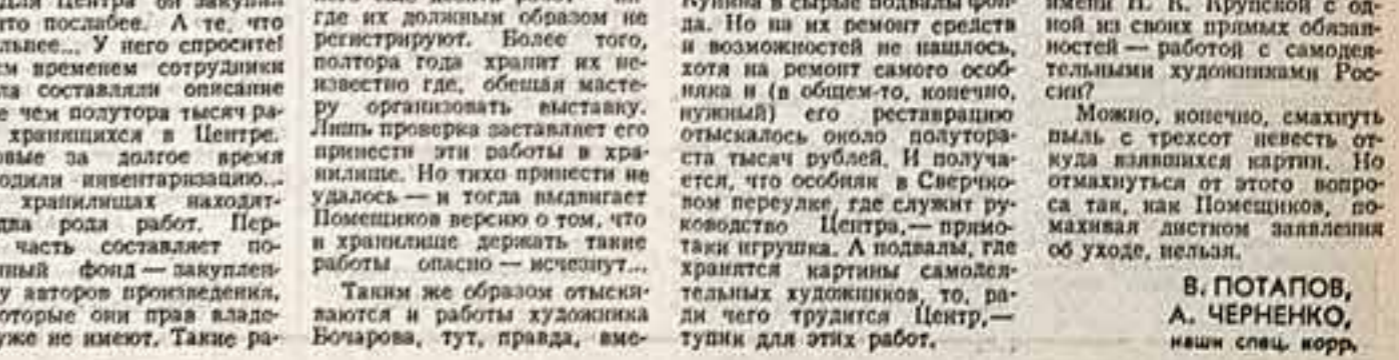 для Центра он закупал
что послабее. А те, что
У него спросите!
временем сотрудники
составляли описание
чем полутора тысяч ра-
хранящихся в Центре.
за долгое время
инвентаризацию...
хранилищах находят-
два рода работ. Пер-
часть составляет по-
фонд — закуплен-
у авторов произведения,
которые они прав владе-
уже не имеют. Такие ра-
где их должным образом не
регистрируют. Более того,
полтора года хранит их не-
известно где, обещая масте-
ру организовать выставку.
Лишь проверка заставляет его
принести эти работы в хра-
нилище. Но тихо принести не
удалось — и тогда выдвигает
Помещиков версию о том, что
в хранилище держать такие
работы опасно — исчезнут...
Таким же образом отыски-
ваются и работы художника
Бочарова, тут, правда, вме-
в сырые подвалы фон-
да. Но на их ремонт средств
и возможностей не нашлось,
хотя на ремонт самого особ-
няка и (в общем-то, конечно,
нужный) его реставрацию
отыскалось около полутора-
ста тысяч рублей. И получа-
ется, что особняк в Сверчко-
вом переулке, где служит ру-
ководство Центра,— прямо-
таки игрушка. А подвалы, где
хранятся картины самодея-
тельных художников, то, ра-
ди чего трудится Центр,—
тупик для этих работ.
имени Н. К. Крупской с од-
ной из своих прямых обязан-
ностей — работой с самодея-
тельными художниками Рос-
сии?
Можно, конечно, смахнуть
пыль с трехсот невесть от-
куда взявшихся картин. Но
отмахнуться от этого вопро-
са так, как Помещиков, по-
махивая листком заявления
об уходе, нельзя.
В. ПОТАПОВ,
А. ЧЕРНЕНКО,
наши спец. корр.